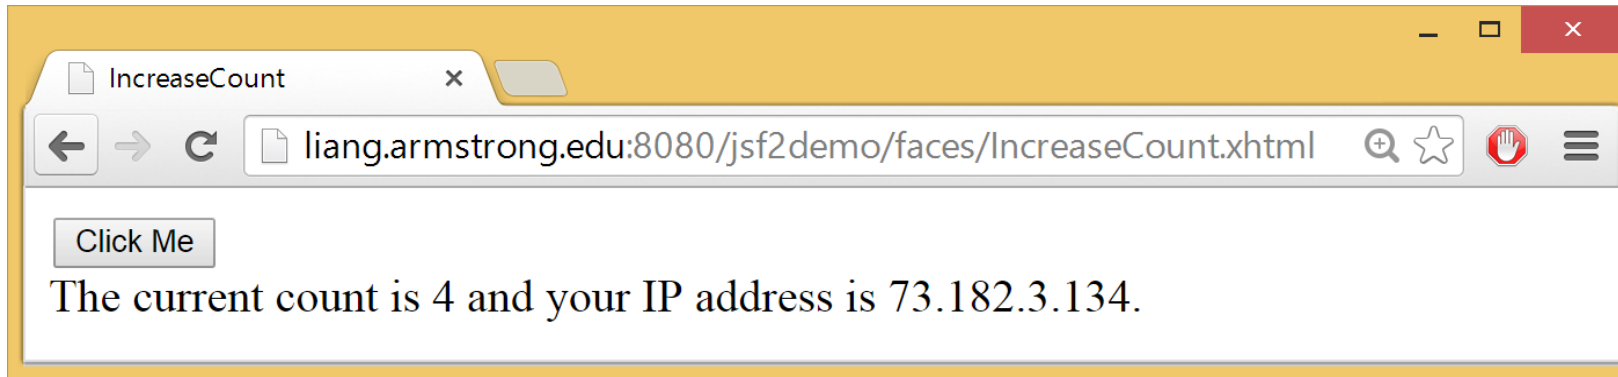 IncreaseCount
liang.armstrong.edu:8080/jsf2demo/faces/IncreaseCount.xhtml
Click Me
The current count is 4 and your IP address is 73.182.3.134.